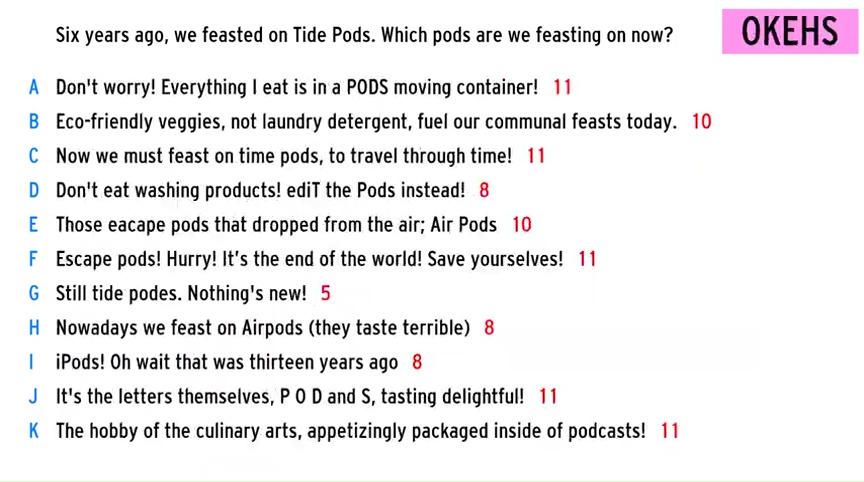 Six years ago, we feasted on Tide Pods. Which pods are we feasting on now?
OKEHS
A Don't worry! Everything I eat is in a PODS moving container! 11
B Eco-friendly veggies, not laundry detergent, fuel our communal feasts today. 10
C Now we must feast on time pods, to travel through time! 11
D Don't eat washing products! ediT the Pods instead! 8
E Those eacape pods that dropped from the air; Air Pods 10
F Escape pods! Hurry! It's the end of the world! Save yourselves! 11
G Still tide podes. Nothing's new! 5
H Nowadays we feast on Airpods (they taste terrible) 8
I iPods! Oh wait that was thirteen years ago 8
J It's the letters themselves, P O D and S, tasting delightful! 11
K The hobby of the culinary arts, appetizingly packaged inside of podcasts! 11